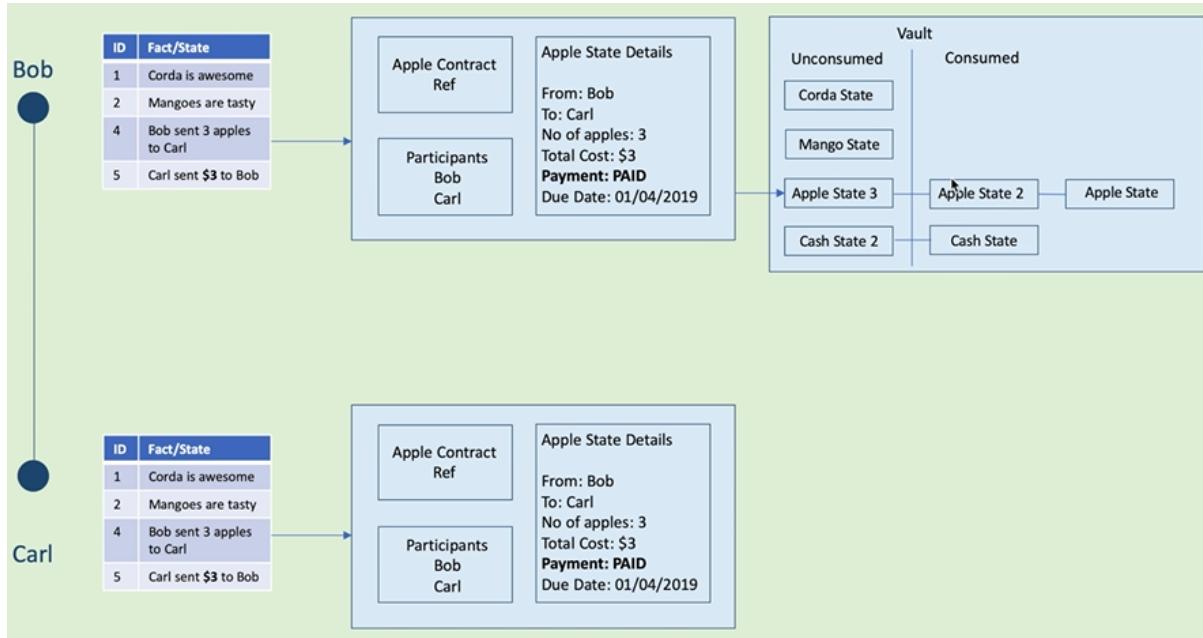 Bob
ID Fact/State
1 Corda is awesome
2 Mangoes are tasty
4 Bob sent 3 apples
to Carl
5 Carl sent $3 to Bob
Apple Contract
Ref
Participants
Bob
Carl
Apple State Details
From: Bob
To: Carl
No of apples: 3
Total Cost: $3
Payment: PAID
Due Date: 01/04/2019
Vault
Unconsumed Consumed
Corda State
Mango State
Apple State 3 Apple State 2 Apple State
Cash State 2 Cash State
Carl
ID Fact/State
1 Corda is awesome
2 Mangoes are tasty
4 Bob sent 3 apples
to Carl
5 Carl sent $3 to Bob
Apple Contract
Ref
Participants
Bob
Carl
Apple State Details
From: Bob
To: Carl
No of apples: 3
Total Cost: $3
Payment: PAID
Due Date: 01/04/2019